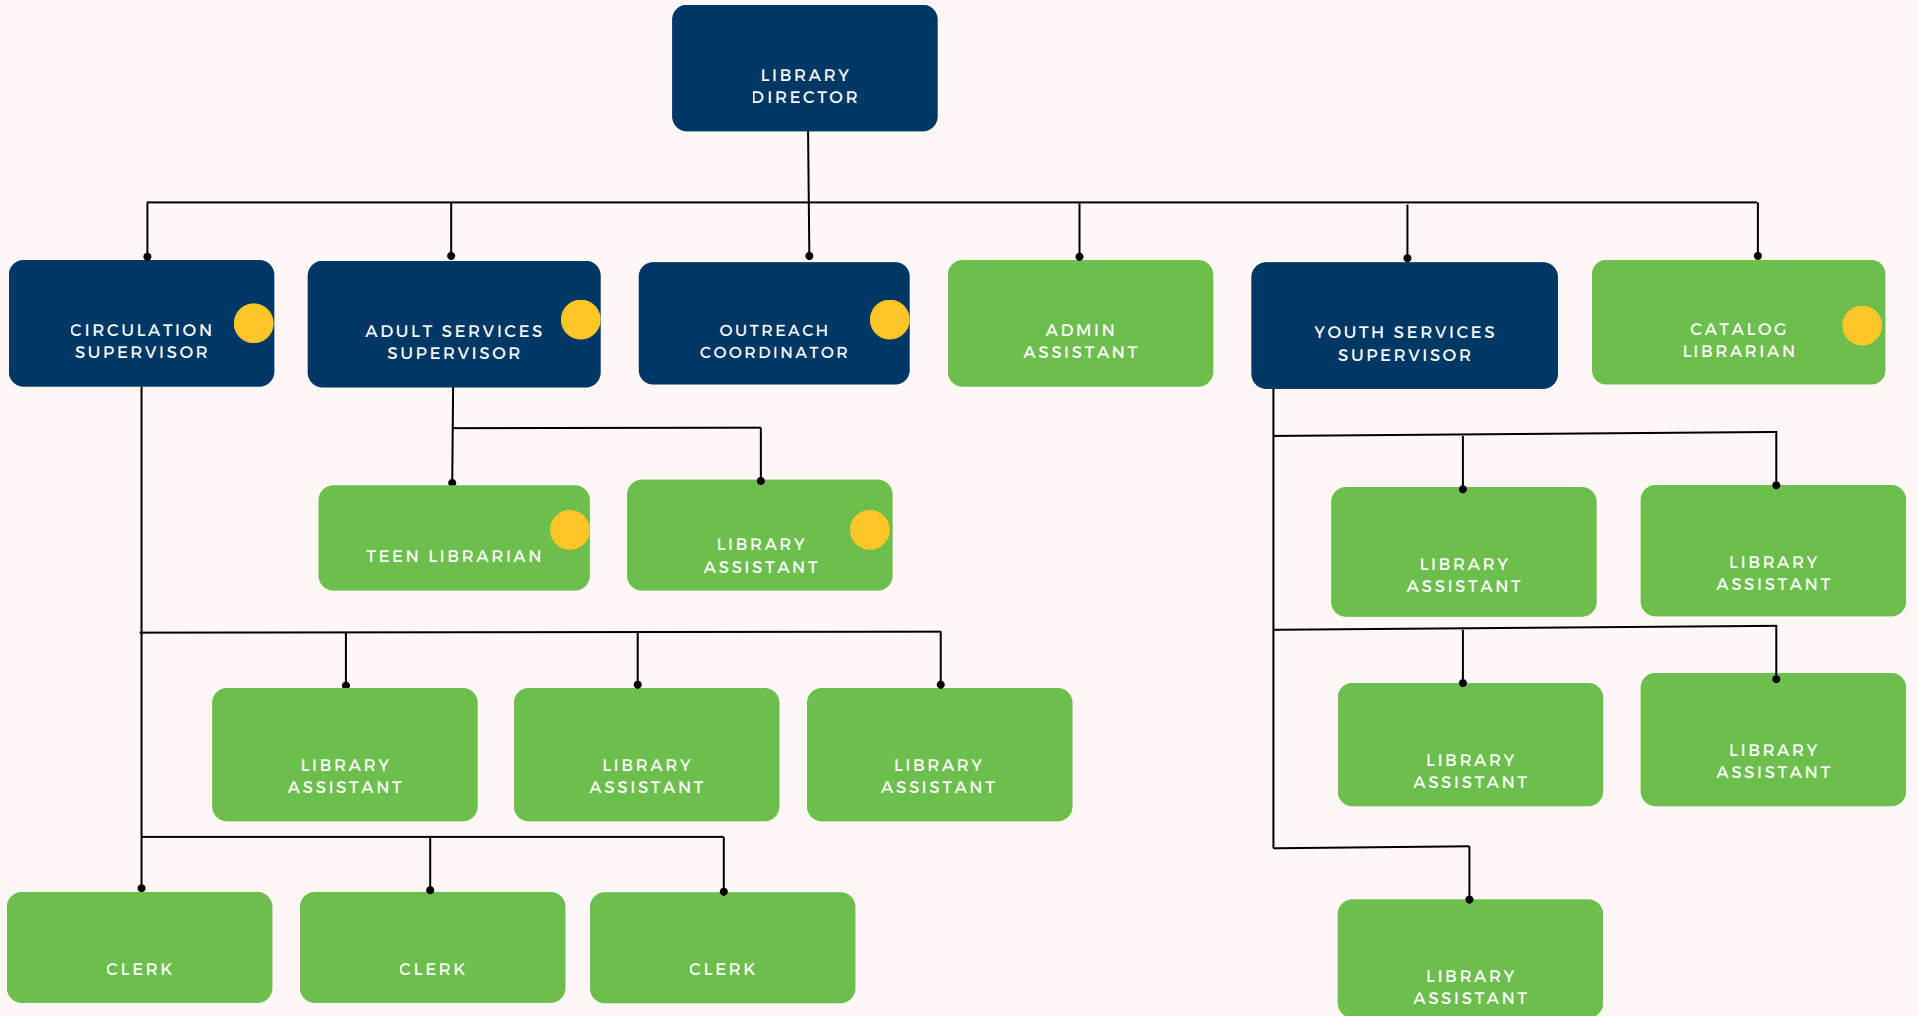 LIBRARY
DIRECTOR
CIRCULATION
SUPERVISOR
ADULT SERVICES
SUPERVISOR
OUTREACH
COORDINATOR
ADMIN
ASSISTANT
YOUTH SERVICES
SUPERVISOR
CATALOG
LIBRARIAN
TEEN LIBRARIAN
LIBRARY
ASSISTANT
LIBRARY
ASSISTANT
LIBRARY
ASSISTANT
LIBRARY
ASSISTANT
LIBRARY
ASSISTANT
LIBRARY
ASSISTANT
LIBRARY
ASSISTANT
LIBRARY
ASSISTANT
CLERK
CLERK
CLERK
LIBRARY
ASSISTANT